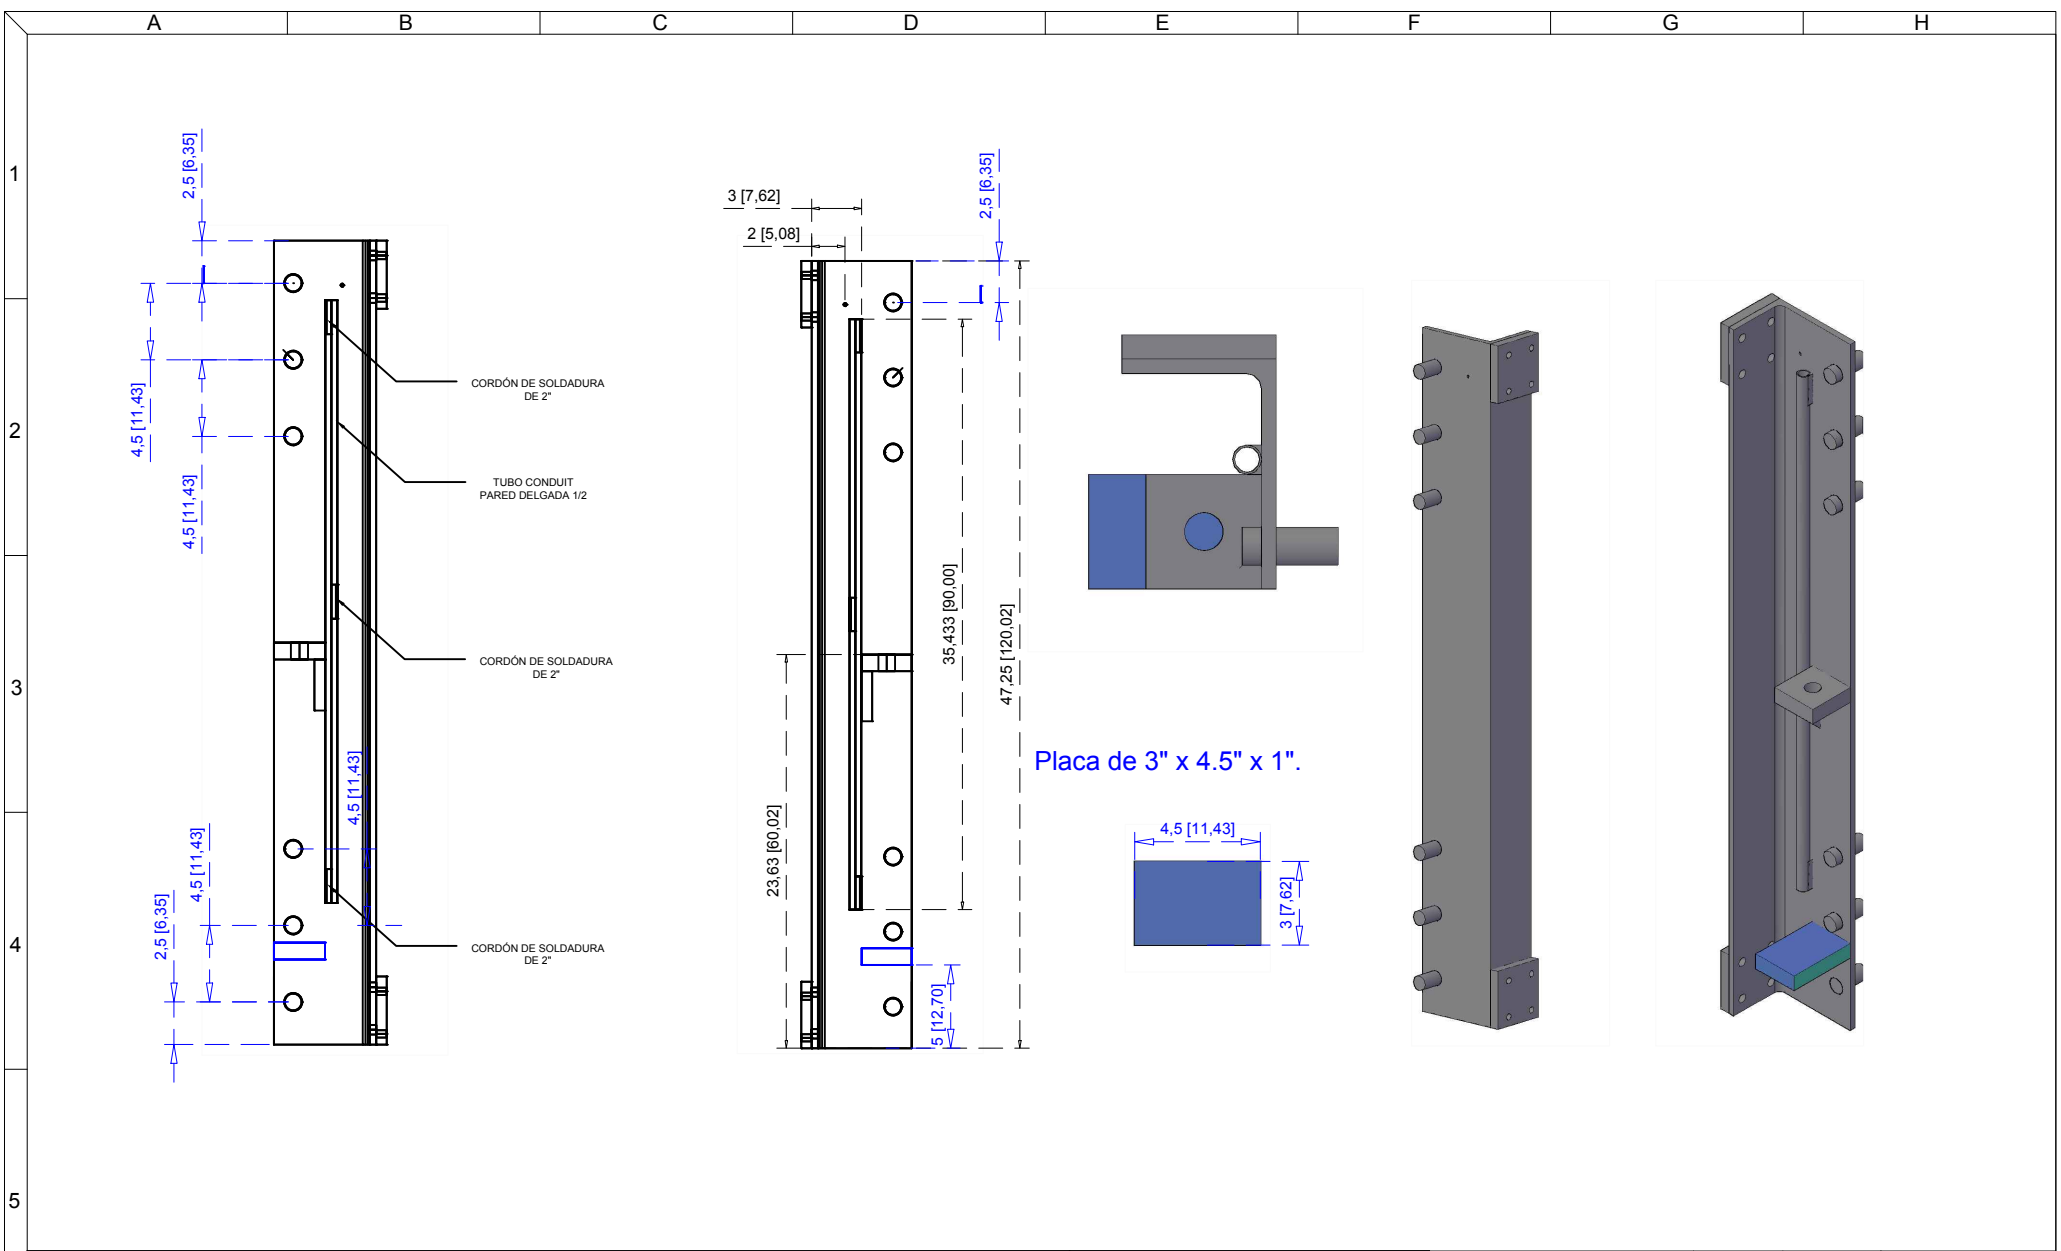 A B C D E F G H
1
2
3
4
5
2,5 [6,35]
4,5 [11,43]
4,5 [11,43]
4,5 [11,43]
4,5 [11,43]
2,5 [6,35]
CORDÓN DE SOLDADURA
DE 2"
TUBO CONDUIT
PARED DELGADA 1/2
CORDÓN DE SOLDADURA
DE 2"
CORDÓN DE SOLDADURA
DE 2"
3 [7,62]
2 [5,08]
2,5 [6,35]
35,433 [90,00]
47,25 [120,02]
23,63 [60,02]
5 [12,70]
Placa de 3" x 4.5" x 1".
4,5 [11,43]
3 [7,62]